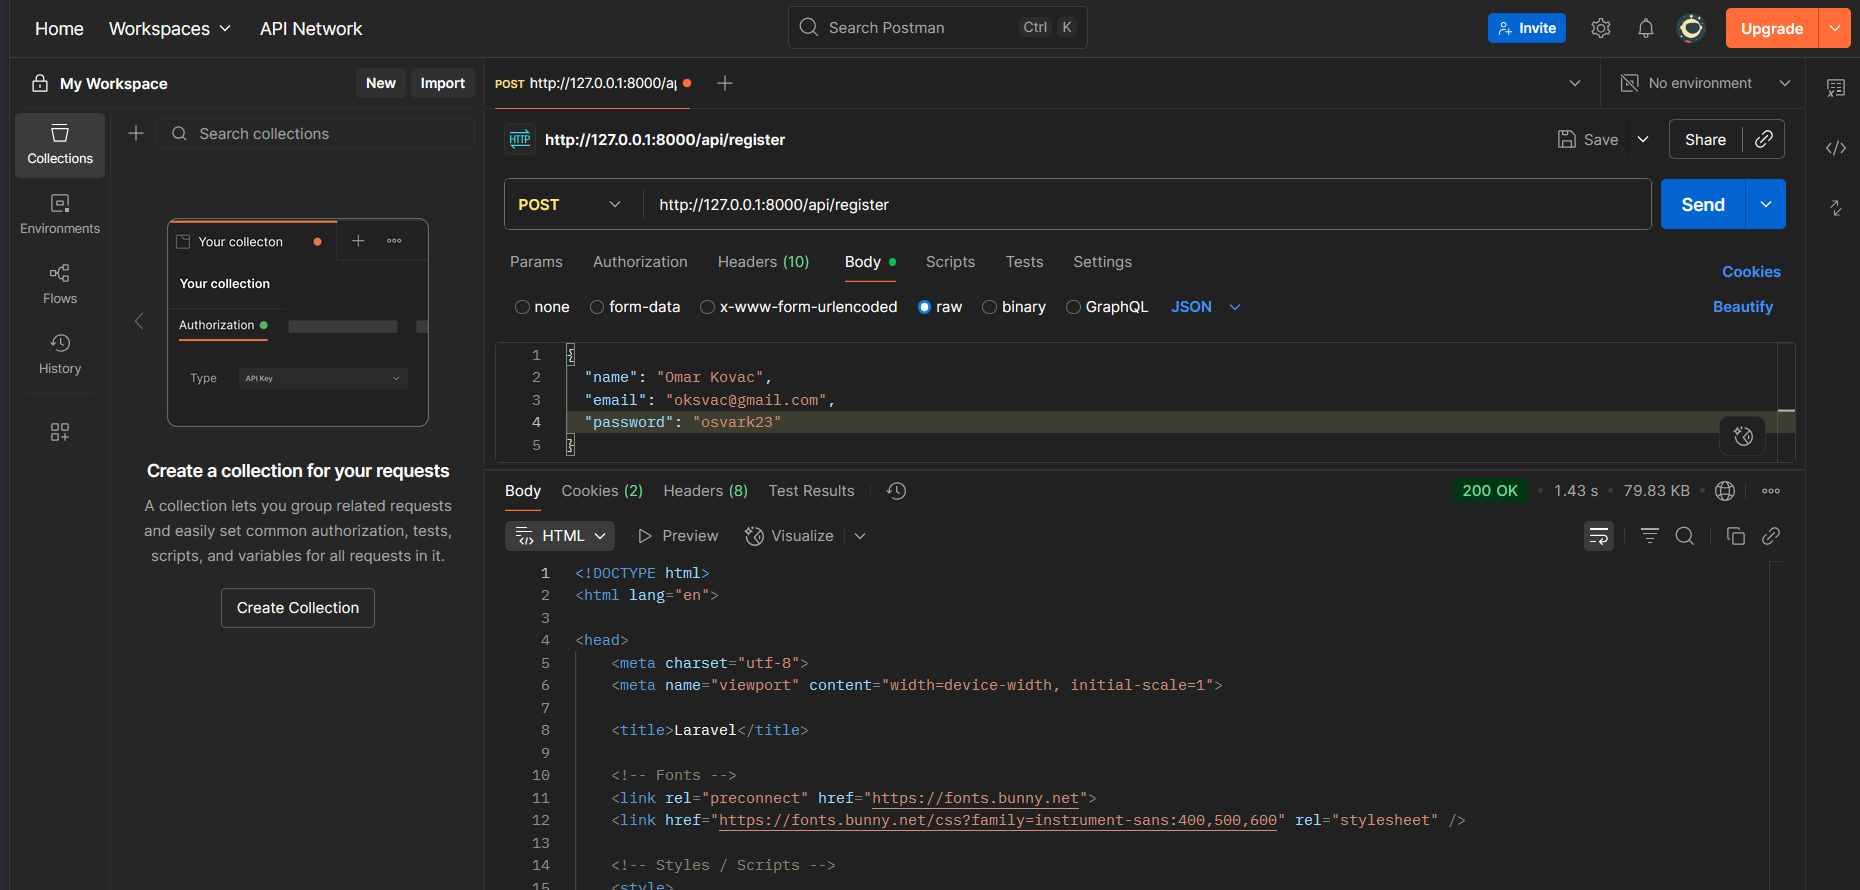 Home Workspaces API Network Search Postman Ctrl K Invite Upgrade
My Workspace New Import POST http://127.0.0.1:8000/a No environment
Search collections
Collections
Environments
Flows
History
Your collecton
Your collection
Authorization
Type API Key
Create a collection for your requests
A collection lets you group related requests
and easily set common authorization, tests,
scripts, and variables for all requests in it.
Create Collection
HTTP http://127.0.0.1:8000/api/register Save Share
POST http://127.0.0.1:8000/api/register Send
Params Authorization Headers (10) Body Scripts Tests Settings Cookies
none form-data x-www-form-urlencoded raw binary GraphQL JSON Beautify
1 {
2 "name": "Omar Kovac",
3 "email": "oksvac@gmail.com",
4 "password": "osvark23"
5 }
Body Cookies (2) Headers (8) Test Results 200 OK • 1.43 s • 79.83 KB •
HTML Preview Visualize
1 <!DOCTYPE html>
2 <html lang="en">
3
4 <head>
5 <meta charset="utf-8">
6 <meta name="viewport" content="width=device-width, initial-scale=1">
7
8 <title>Laravel</title>
9
10 <!-- Fonts -->
11 <link rel="preconnect" href="https://fonts.bunny.net">
12 <link href="https://fonts.bunny.net/css?family=instrument-sans:400,500,600" rel="stylesheet" />
13
14 <!-- Styles / Scripts -->
15 <style>